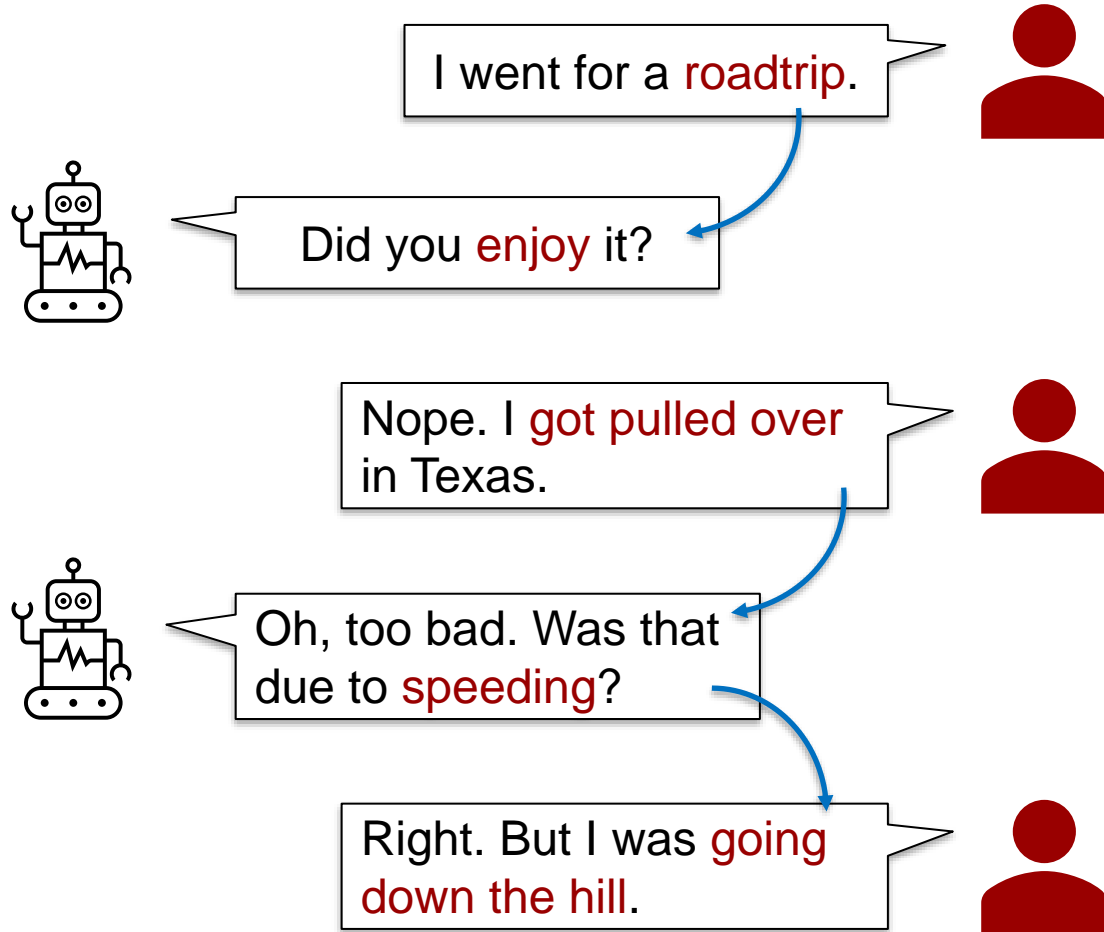 I went for a roadtrip.
Did you enjoy it?
Nope. I got pulled over
in Texas.
Oh, too bad. Was that
due to speeding?
Right. But I was going
down the hill.